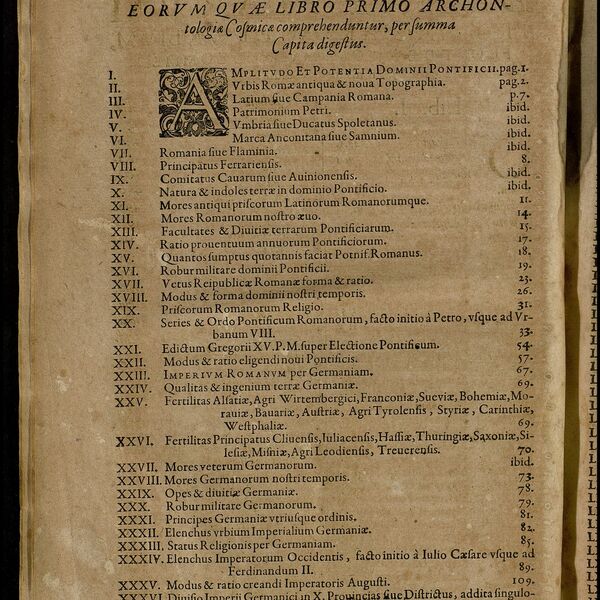 EORVM QVÆ LIBRO PRIMO ARCHON-
tologiæ Cosmicæ comprehenduntur, per summa
Capita digestus.
I. AMPLITVDO ET POTENTIA DOMINII PONTIFICII. pag.1.
II. Vrbis Romæ antiqua & noua Topographia. pag.2.
III. Latium siue Campania Romana. p.7.
IV. Patrimonium Petri. ibid.
V. Vmbria siue Ducatus Spoletanus. ibid.
VI. Marca Anconitana siue Samnium. ibid.
VII. Romania siue Flaminia. ibid.
VIII. Principatus Ferrariensis. 8.
IX. Comitatus Cauarum siue Auinionensis. ibid.
X. Natura & indoles terræ in dominio Pontificio. ibid.
XI. Mores antiqui priscorum Latinorum Romanorumque. 11.
XII. Mores Romanorum nostro æuo. 14.
XIII. Facultates & Diuitiæ terrarum Pontificiarum. 15.
XIV. Ratio prouentuum annuorum Pontificiorum. 17.
XV. Quantos sumptus quotannis faciat Potnif. Romanus. 18.
XVI. Robur militare dominii Pontificii. 19.
XVII. Vetus Reipublicæ Romanæ forma & ratio. 23.
XVIII. Modus & forma dominii nostri temporis. 26.
XIX. Priscorum Romanorum Religio. 31.
XX. Series & Ordo Pontificum Romanorum, facto initio à Petro, vsque ad Vr-
banum VIII. 33.
XXI. Edictum Gregorii XV. P.M. super Electione Pontificum. 54.
XXII. Modus & ratio eligendi noui Pontificis. 57.
XXIII. IMPERIVM ROMANVM per Germaniam. 67.
XXIV. Qualitas & ingenium terræ Germaniæ. 69.
XXV. Fertilitas Alsatiæ, Agri Wirtembergici, Franconiæ, Sueviæ, Bohemiæ, Mo-
raviæ, Bavariæ, Austriæ, Agri Tyrolensis, Styriæ, Carinthiæ,
Westphaliæ. 69.
XXVI. Fertilitas Principatus Cliuensis, Iuliacensis, Hassiæ, Thuringiæ, Saxoniæ, Si-
lesiæ, Misniæ, Agri Leodiensis, Treuerensis. 70.
XXVII. Mores veterum Germanorum. ibid.
XXVIII. Mores Germanorum nostri temporis. 73.
XXIX. Opes & diuitiæ Germaniæ. 78.
XXX. Robur militare Germanorum. 79.
XXXI. Principes Germaniæ vtriusque ordinis. 81.
XXXII. Elenchus vrbium Imperialium Germaniæ. 82.
XXXIII. Status Religionis per Germaniam. 85.
XXXIV. Elenchus Imperatorum Occidentis, facto initio à Iulio Cæsare vsque ad
Ferdinandum II. 89.
XXXV. Modus & ratio creandi Imperatoris Augusti. 109.
XXXVI. Diuisio Imperii Germanici in X. Prouincias siue Districtus, addita singulo-